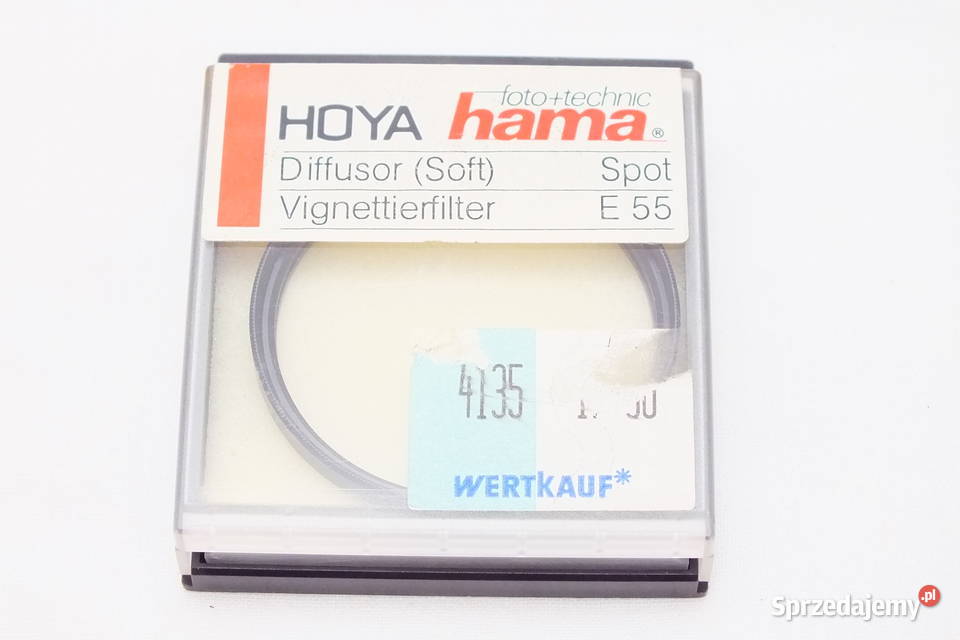 foto+technic
HOYA hama®
Diffusor (Soft) Spot
Vignettierfilter E 55
4135
WERTKAUF*
Sprzedajemy.pl